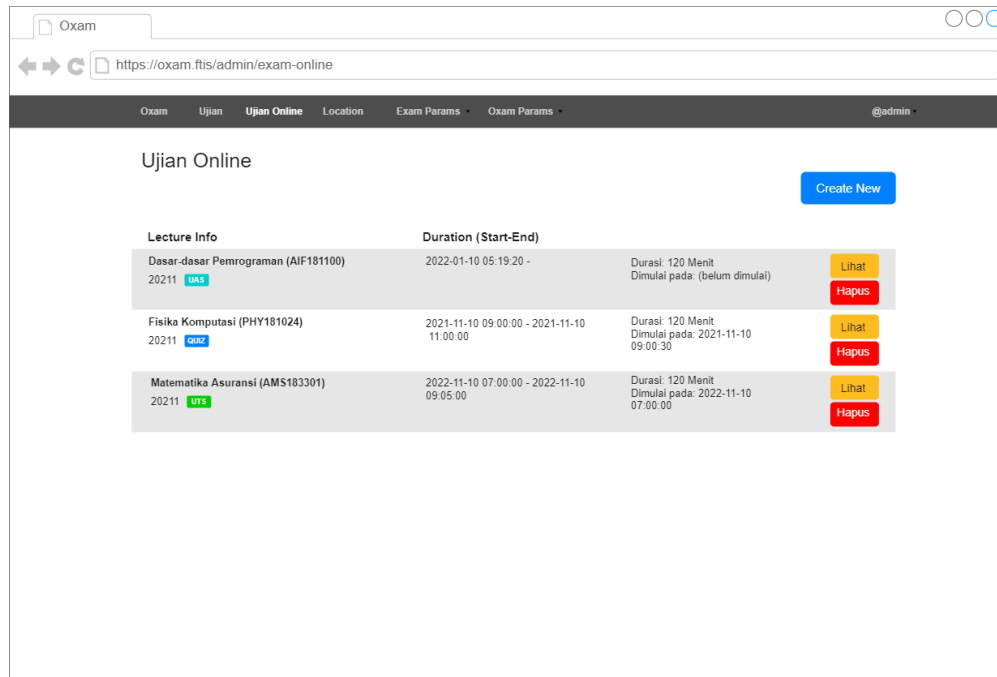 Oxam
https://oxam.ftis/admin/exam-online
Oxam Ujian Ujian Online Location Exam Params Oxam Params @admin
Ujian Online
Create New
Lecture Info Duration (Start-End)
Dasar-dasar Pemrograman (AIF181100)
20211 UAS
2022-01-10 05:19:20 -
Durasi: 120 Menit
Dimulai pada: (belum dimulai)
Lihat
Hapus
Fisika Komputasi (PHY181024)
20211 QUIZ
2021-11-10 09:00:00 - 2021-11-10
11:00:00
Durasi: 120 Menit
Dimulai pada: 2021-11-10
09:00:30
Lihat
Hapus
Matematika Asuransi (AMS183301)
20211 UTS
2022-11-10 07:00:00 - 2022-11-10
09:05:00
Durasi: 120 Menit
Dimulai pada: 2022-11-10
07:00:00
Lihat
Hapus